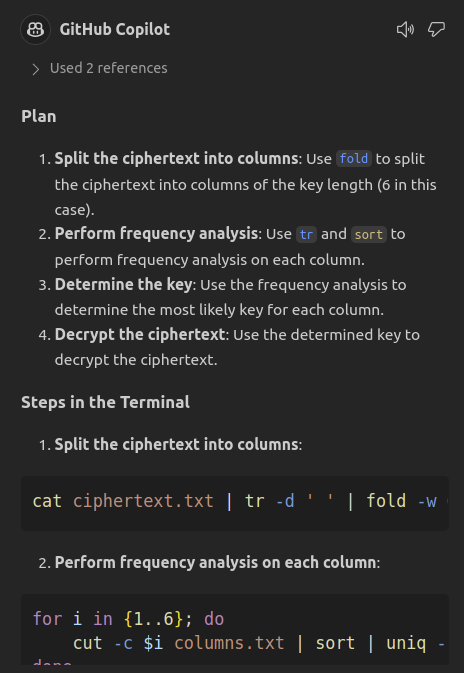 GitHub Copilot
Used 2 references
Plan
1. Split the ciphertext into columns: Use fold to split
the ciphertext into columns of the key length (6 in this
case).
2. Perform frequency analysis: Use tr and sort to
perform frequency analysis on each column.
3. Determine the key: Use the frequency analysis to
determine the most likely key for each column.
4. Decrypt the ciphertext: Use the determined key to
decrypt the ciphertext.
Steps in the Terminal
1. Split the ciphertext into columns:
cat ciphertext.txt | tr -d ' ' | fold -w
2. Perform frequency analysis on each column:
for i in {1..6}; do
cut -c $i columns.txt | sort | uniq -
done